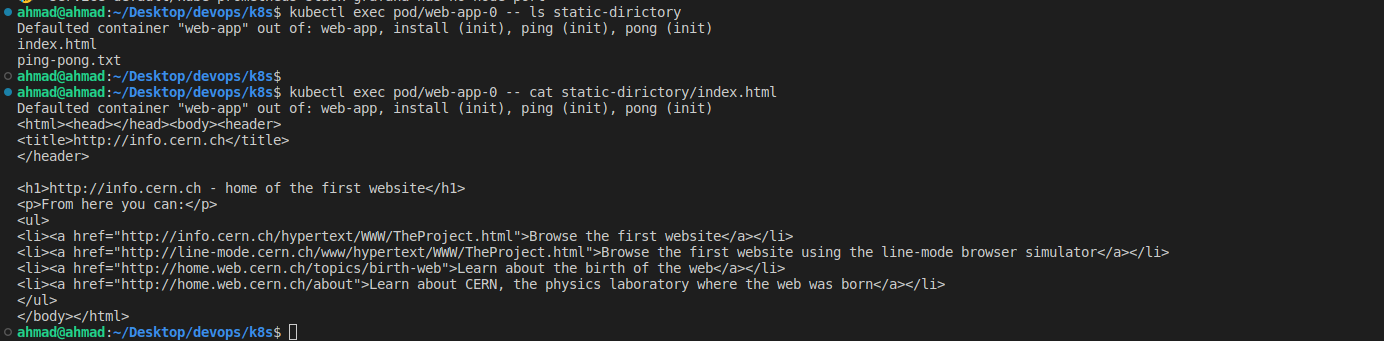 ahmad@ahmad:~/Desktop/devops/k8s$ kubectl exec pod/web-app-0 -- ls static-dirictory
Defaulted container "web-app" out of: web-app, install (init), ping (init), pong (init)
index.html
ping-pong.txt
ahmad@ahmad:~/Desktop/devops/k8s$
ahmad@ahmad:~/Desktop/devops/k8s$ kubectl exec pod/web-app-0 -- cat static-dirictory/index.html
Defaulted container "web-app" out of: web-app, install (init), ping (init), pong (init)
<html><head></head><body><header>
<title>http://info.cern.ch</title>
</header>

<h1>http://info.cern.ch - home of the first website</h1>
<p>From here you can:</p>
<ul>
<li><a href="http://info.cern.ch/hypertext/WWW/TheProject.html">Browse the first website</a></li>
<li><a href="http://line-mode.cern.ch/www/hypertext/WWW/TheProject.html">Browse the first website using the line-mode browser simulator</a></li>
<li><a href="http://home.web.cern.ch/topics/birth-web">Learn about the birth of the web</a></li>
<li><a href="http://home.web.cern.ch/about">Learn about CERN, the physics laboratory where the web was born</a></li>
</ul>
</body></html>
ahmad@ahmad:~/Desktop/devops/k8s$